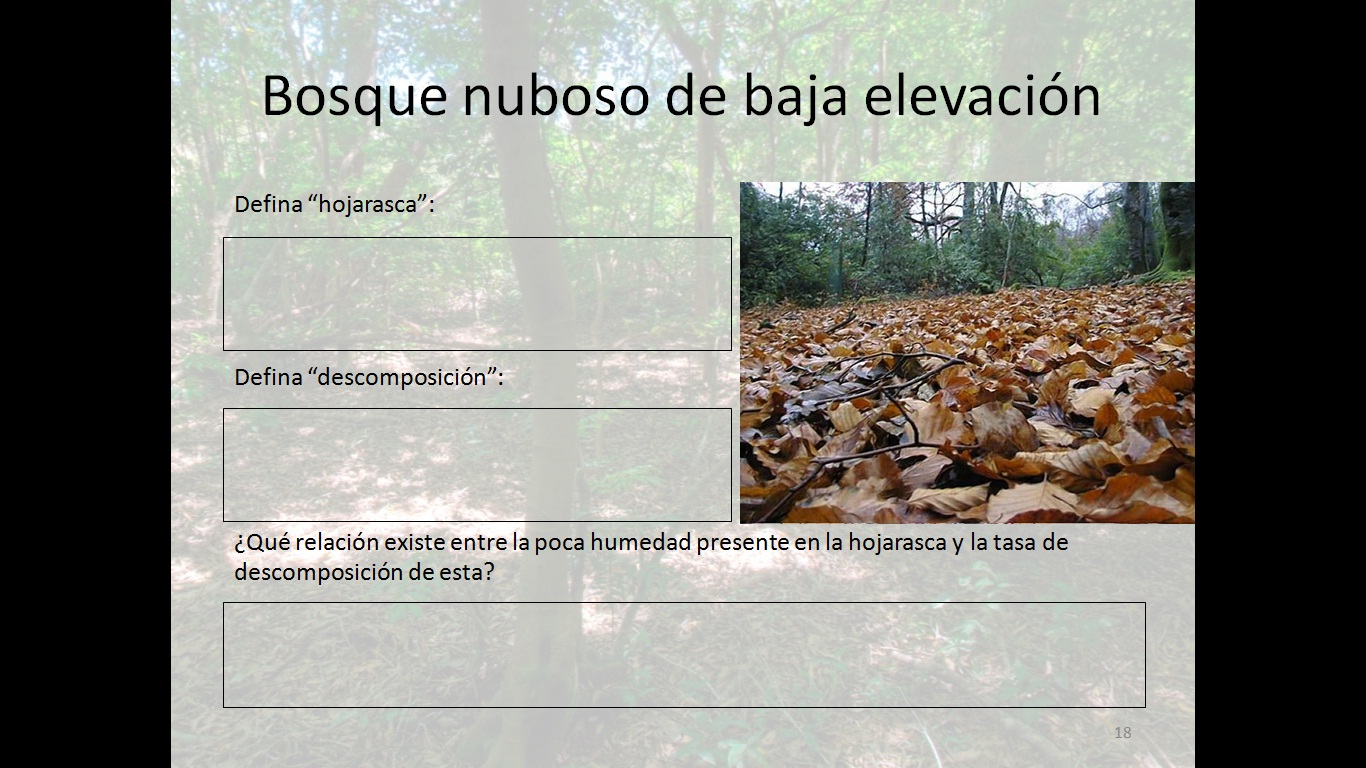 Bosque nuboso de baja elevación
Defina “hojarasca”:
Defina “descomposición”:
¿Qué relación existe entre la poca humedad presente en la hojarasca y la tasa de
descomposición de esta?
18